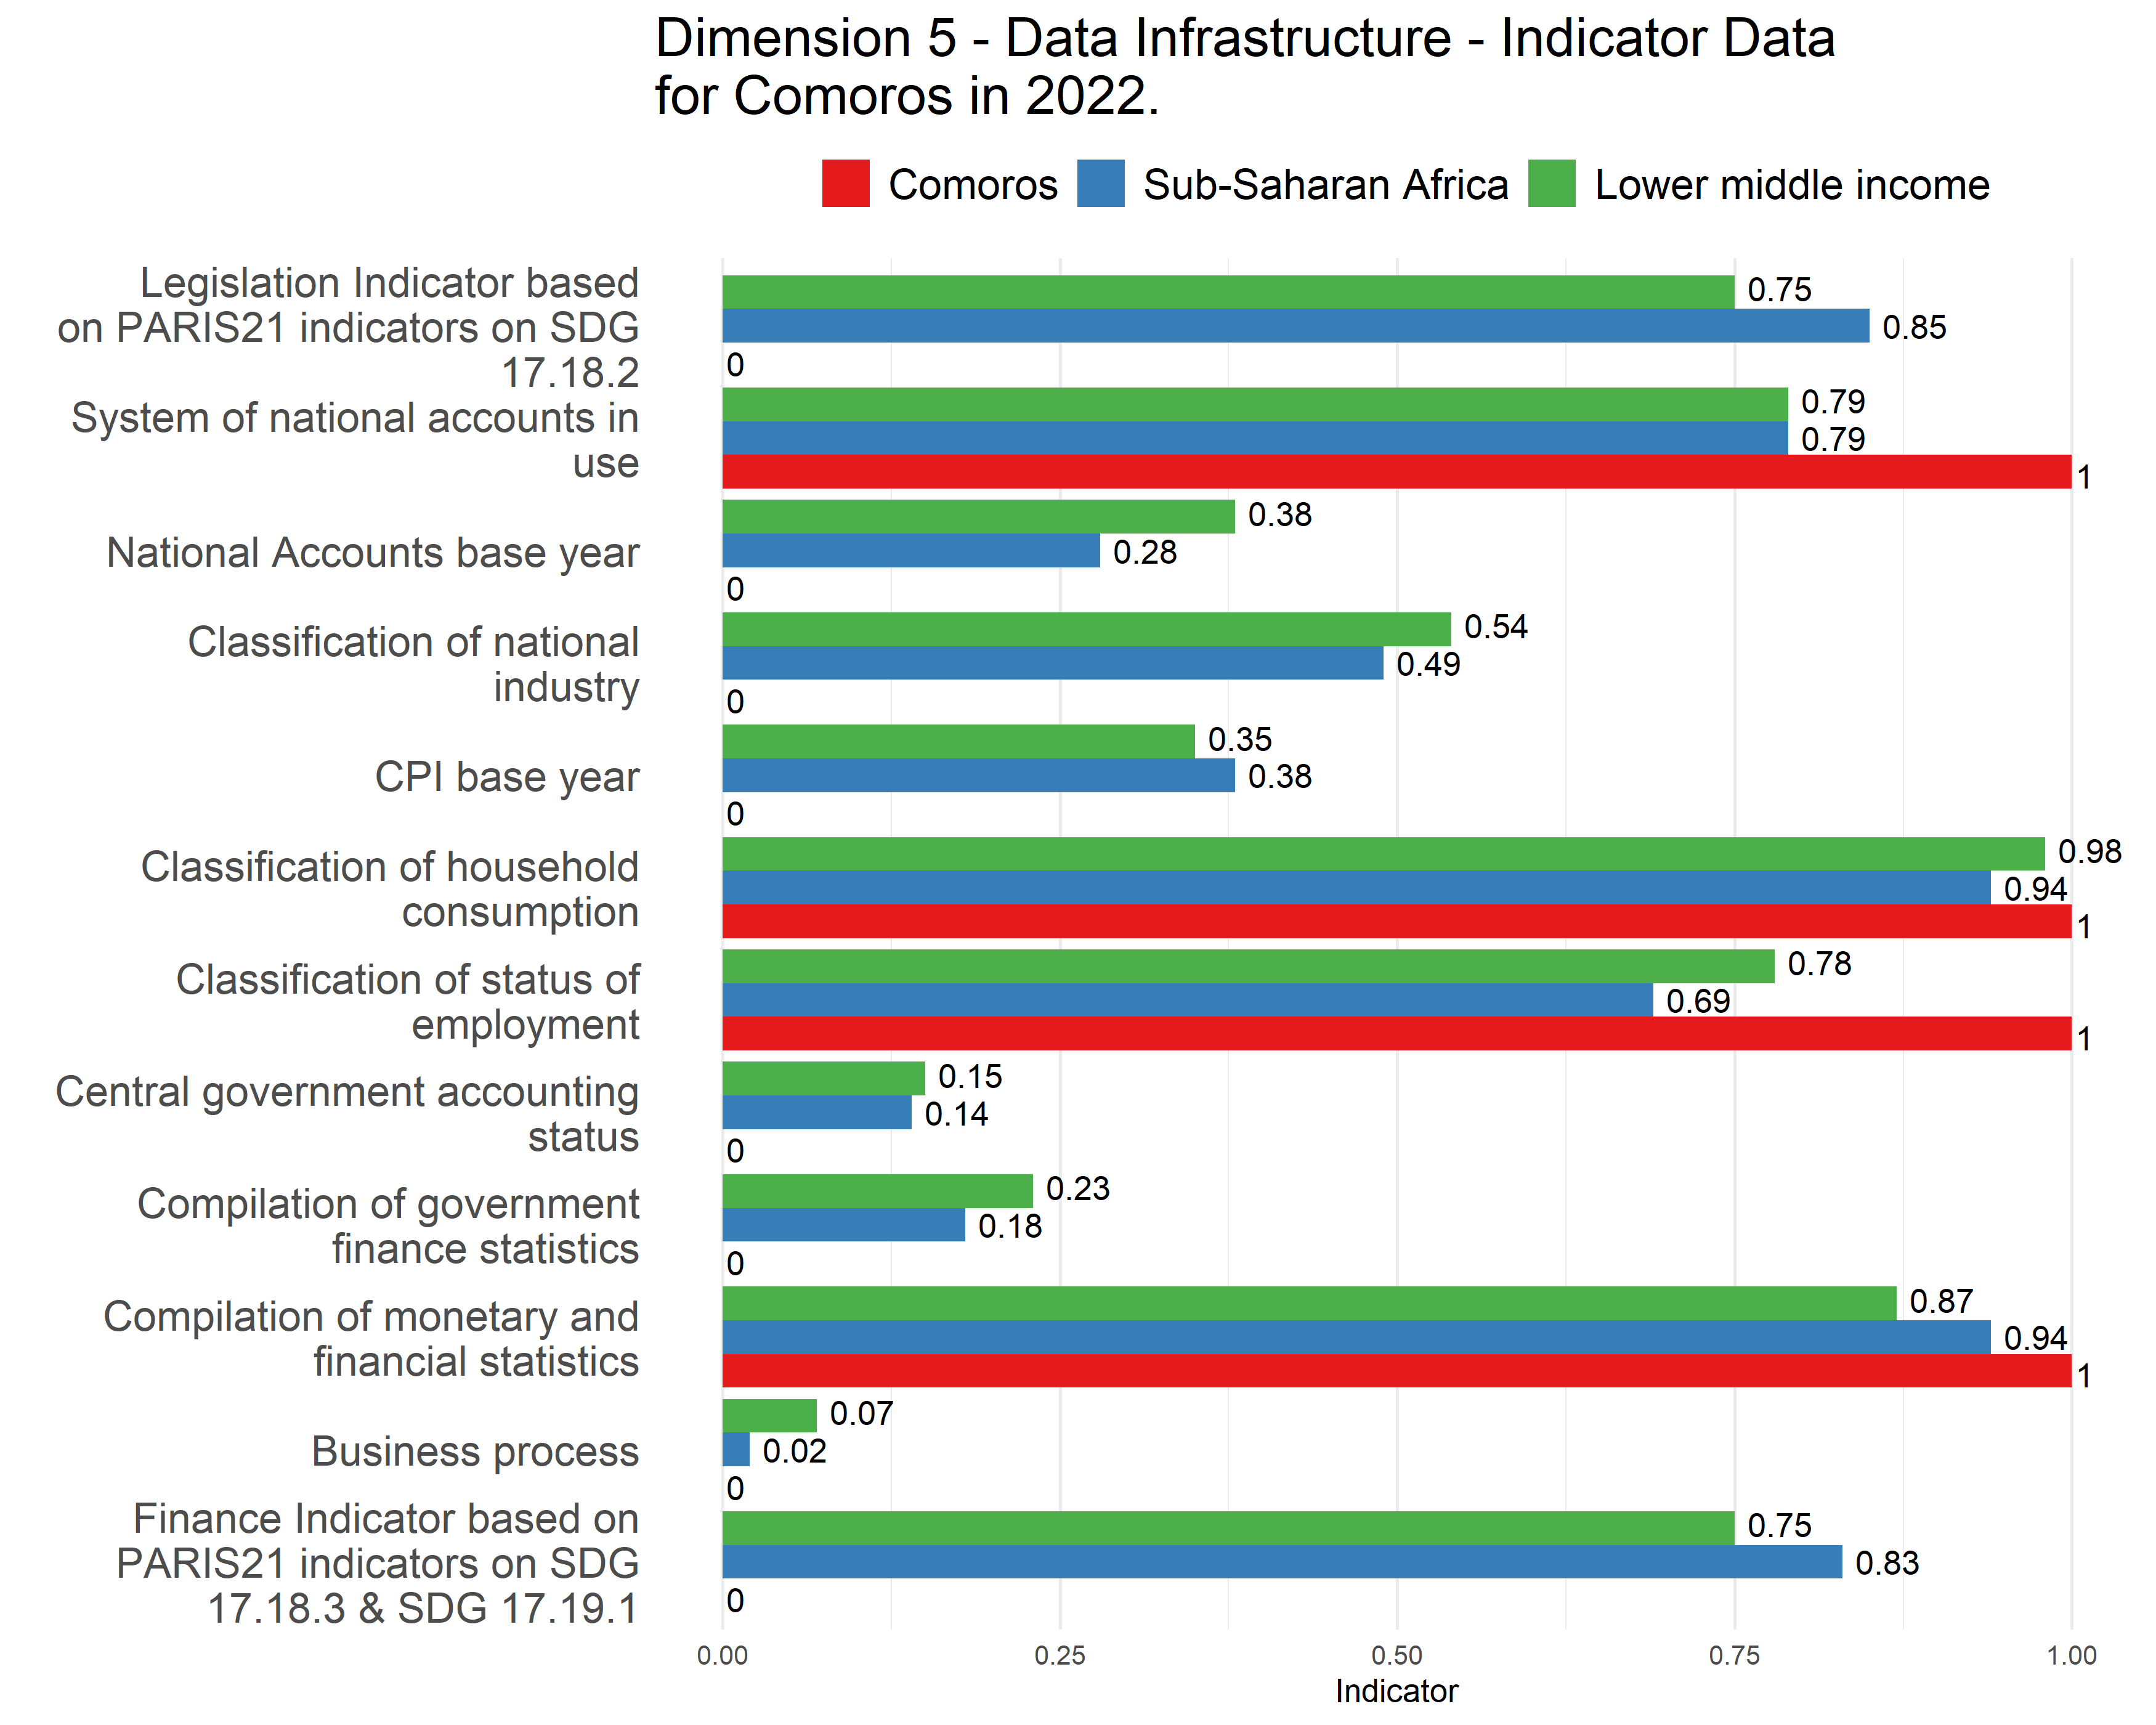 Dimension 5 - Data Infrastructure - Indicator Data
for Comoros in 2022.
Comoros Sub-Saharan Africa Lower middle income
Legislation Indicator based
on PARIS21 indicators on SDG
17.18.2
0.75
0.85
0
System of national accounts in
use
0.79
0.79
1
National Accounts base year
0.38
0.28
0
Classification of national
industry
0.54
0.49
0
CPI base year
0.35
0.38
0
Classification of household
consumption
0.98
0.94
1
Classification of status of
employment
0.78
0.69
1
Central government accounting
status
0.15
0.14
0
Compilation of government
finance statistics
0.23
0.18
0
Compilation of monetary and
financial statistics
0.87
0.94
1
Business process
0.07
0.02
0
Finance Indicator based on
PARIS21 indicators on SDG
17.18.3 & SDG 17.19.1
0.75
0.83
0
0.00 0.25 0.50 0.75 1.00
Indicator